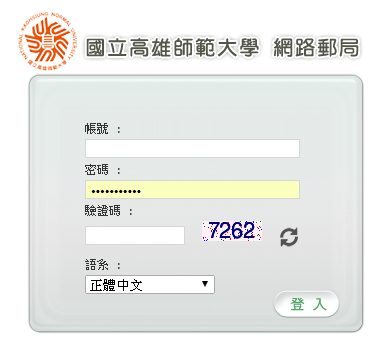 國立高雄師範大學 網路郵局
帳號 :
密碼 :
•••••••••••
驗證碼 :
7262
語系 :
正體中文
登 入